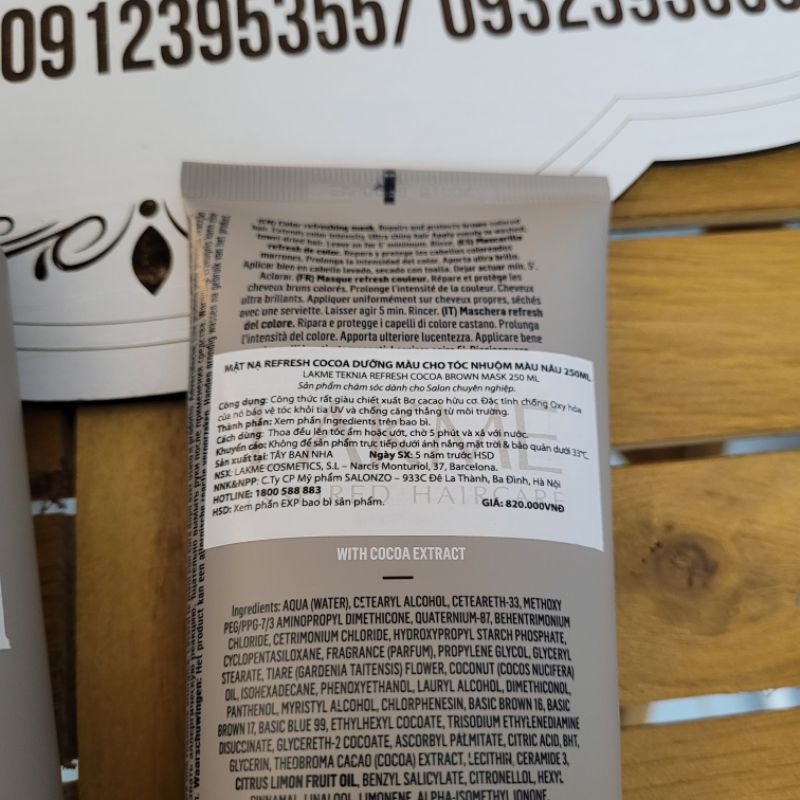 0912395355/
(EN) Color refreshing mask. Repairs and protects brown colored
hair. Extends color intensity. Ultra shiny hair. Apply evenly to washed,
towel-dried hair. Leave on for 5' minimum. Rinse. (ES) Mascarilla
refresh de color. Repara y protege los cabellos coloreados
marrones. Prolonga la intensidad del color. Aporta ultra brillo.
Aplicar bien en cabello lavado, secado con toalla. Dejar actuar min. 5'.
Aclarar. (FR) Masque refresh couleur. Répare et protège les
cheveux bruns colorés. Prolonge l'intensité de la couleur. Cheveux
ultra brillants. Appliquer uniformément sur cheveux propres, séchés
avec une serviette. Laisser agir 5 min. Rincer. (IT) Maschera refresh
del colore. Ripara e protegge i capelli di colore castano. Prolunga
l'intensità del colore. Apporta ulteriore lucentezza. Applicare bene
MẶT NẠ REFRESH COCOA DƯỠNG MÀU CHO TÓC NHUỘM MÀU NÂU 250ML
LAKME TEKNIA REFRESH COCOA BROWN MASK 250 ML
Sản phẩm chăm sóc dành cho Salon chuyên nghiệp.
Công dụng: Công thức rất giàu chiết xuất Bơ cacao hữu cơ. Đặc tính chống Oxy hóa
của nó bảo vệ tóc khỏi tia UV và chống căng thẳng từ môi trường.
Thành phần: Xem phần Ingredients trên bao bì.
Cách dùng: Thoa đều lên tóc ẩm hoặc ướt, chờ 5 phút và xả với nước.
Khuyến cáo: Không để sản phẩm trực tiếp dưới ánh nắng mặt trời & bảo quản dưới 33°C.
Sản xuất tại: TÂY BAN NHA Ngày SX: 5 năm trước HSD
NSX: LAKME COSMETICS, S.L – Narcís Monturiol, 37, Barcelona.
NNK&NPP: C.Ty CP Mỹ phẩm SALONZO – 933C Đê La Thành, Ba Đình, Hà Nội
HOTLINE: 1800 588 883
HSD: Xem phần EXP bao bì sản phẩm. GIÁ: 820.000VNĐ
HAIRCARE
WITH COCOA EXTRACT
Ingredients: AQUA (WATER), CETEARYL ALCOHOL, CETEARETH-33, METHOXY
PEG/PPG-7/3 AMINOPROPYL DIMETHICONE, QUATERNIUM-87, BEHENTRIMONIUM
CHLORIDE, CETRIMONIUM CHLORIDE, HYDROXYPROPYL STARCH PHOSPHATE,
CYCLOPENTASILOXANE, FRAGRANCE (PARFUM), PROPYLENE GLYCOL, GLYCERYL
STEARATE, TIARE (GARDENIA TAITENSIS) FLOWER, COCONUT (COCOS NUCIFERA)
OIL, ISOHEXADECANE, PHENOXYETHANOL, LAURYL ALCOHOL, DIMETHICONOL,
PANTHENOL, MYRISTYL ALCOHOL, CHLORPHENESIN, BASIC BROWN 16, BASIC
BROWN 17, BASIC BLUE 99, ETHYLHEXYL COCOATE, TRISODIUM ETHYLENEDIAMINE
DISUCCINATE, GLYCERETH-2 COCOATE, ASCORBYL PALMITATE, CITRIC ACID, BHT,
GLYCERIN, THEOBROMA CACAO (COCOA) EXTRACT, LECITHIN, CERAMIDE 3,
CITRUS LIMON FRUIT OIL, BENZYL SALICYLATE, CITRONELLOL, HEXYL
CINNAMAL, LINALOOL, LIMONENE, ALPHA-ISOMETHYL IONONE.